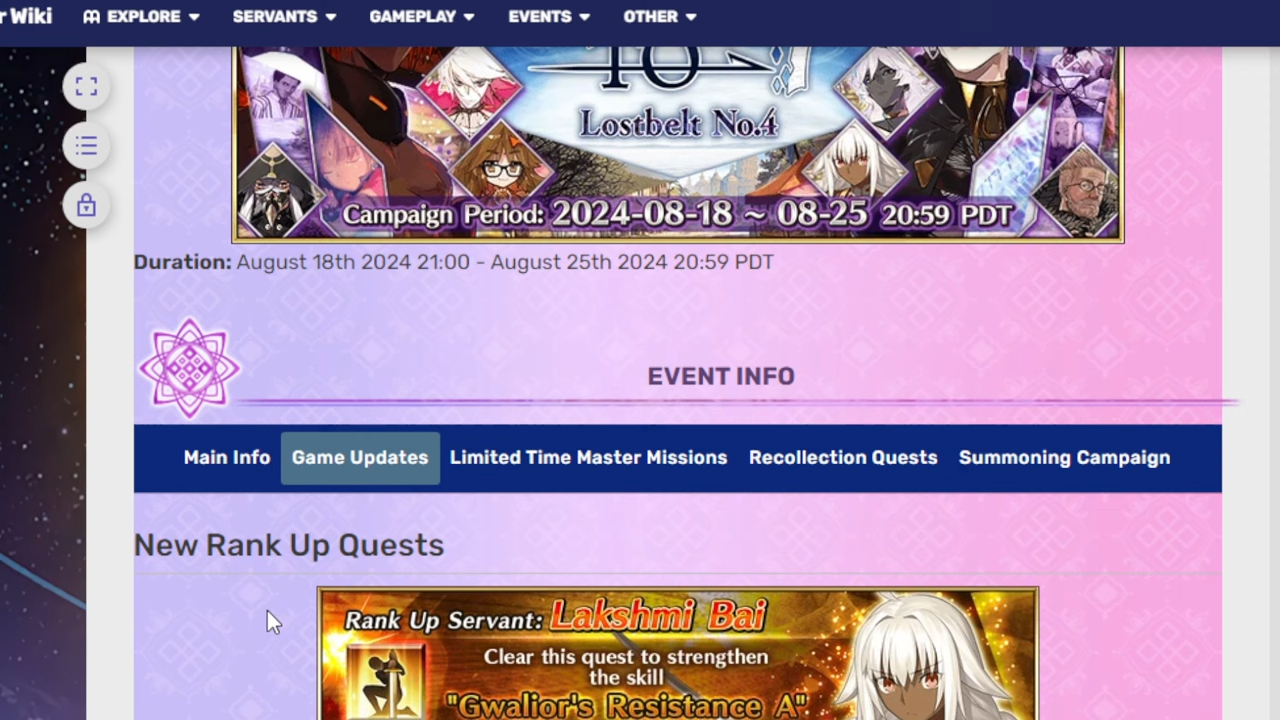 r Wiki EXPLORE SERVANTS GAMEPLAY EVENTS OTHER
Lostbelt No.4
Campaign Period: 2024-08-18 ~ 08-25 20:59 PDT
Duration: August 18th 2024 21:00 - August 25th 2024 20:59 PDT
EVENT INFO
Main Info Game Updates Limited Time Master Missions Recollection Quests Summoning Campaign
New Rank Up Quests
Rank Up Servant: Lakshmi Bai
Clear this quest to strengthen
the skill
"Gwalior's Resistance A"